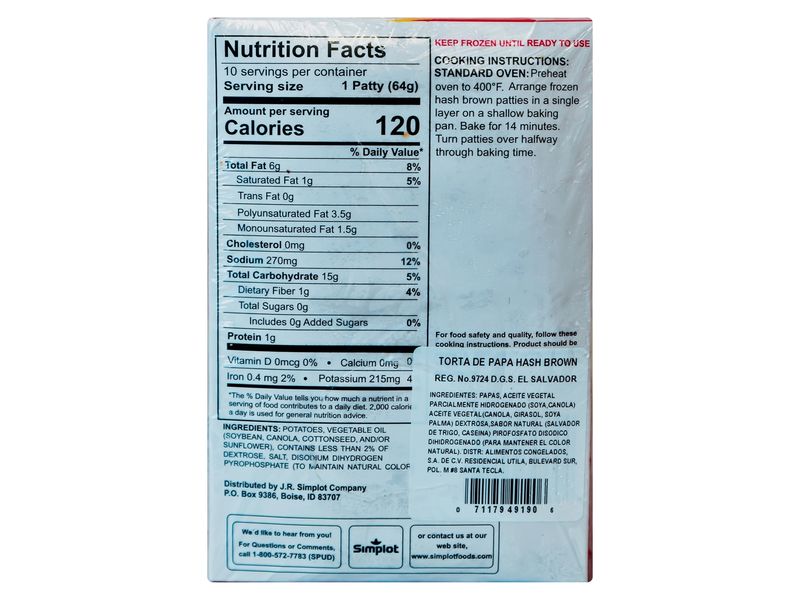 Nutrition Facts
10 servings per container
Serving size 1 Patty (64g)
Amount per serving
Calories 120
% Daily Value*
Total Fat 6g 8%
Saturated Fat 1g 5%
Trans Fat 0g
Polyunsaturated Fat 3.5g
Monounsaturated Fat 1.5g
Cholesterol 0mg 0%
Sodium 270mg 12%
Total Carbohydrate 15g 5%
Dietary Fiber 1g 4%
Total Sugars 0g
Includes 0g Added Sugars 0%
Protein 1g
Vitamin D 0mcg 0% • Calcium 0mg 0
Iron 0.4 mg 2% • Potassium 215mg 4
*The % Daily Value tells you how much a nutrient in a
serving of food contributes to a daily diet. 2,000 calorie
a day is used for general nutrition advice.
INGREDIENTS: POTATOES, VEGETABLE OIL
(SOYBEAN, CANOLA, COTTONSEED, AND/OR
SUNFLOWER), CONTAINS LESS THAN 2% OF
DEXTROSE, SALT, DISODIUM DIHYDROGEN
PYROPHOSPHATE (TO MAINTAIN NATURAL COLOR
Distributed by J.R. Simplot Company
P.O. Box 9386, Boise, ID 83707
We'd like to hear from you!
For Questions or Comments,
call 1-800-572-7783 (SPUD)
Simplot
or contact us at our
web site,
www.simplotfoods.com
KEEP FROZEN UNTIL READY TO USE
COOKING INSTRUCTIONS:
STANDARD OVEN: Preheat
oven to 400°F. Arrange frozen
hash brown patties in a single
layer on a shallow baking
pan. Bake for 14 minutes.
Turn patties over halfway
through baking time.
For food safety and quality, follow these
cooking instructions. Product should be
TORTA DE PAPA HASH BROWN
REG. No.9724 D.G.S. EL SALVADOR
INGREDIENTES: PAPAS, ACEITE VEGETAL
PARCIALMENTE HIDROGENADO (SOYA,CANOLA)
ACEITE VEGETAL(CANOLA, GIRASOL, SOYA
PALMA) DEXTROSA,SABOR NATURAL (SALVADOR
DE TRIGO, CASEINA) PIROFOSFATO DISODICO
DIHIDROGENADO (PARA MANTENER EL COLOR
NATURAL). DISTR: ALIMENTOS CONGELADOS,
S.A. DE C.V. RESIDENCIAL UTILA, BULEVARD SUR,
POL. M #8 SANTA TECLA.
0 71179 49190 6